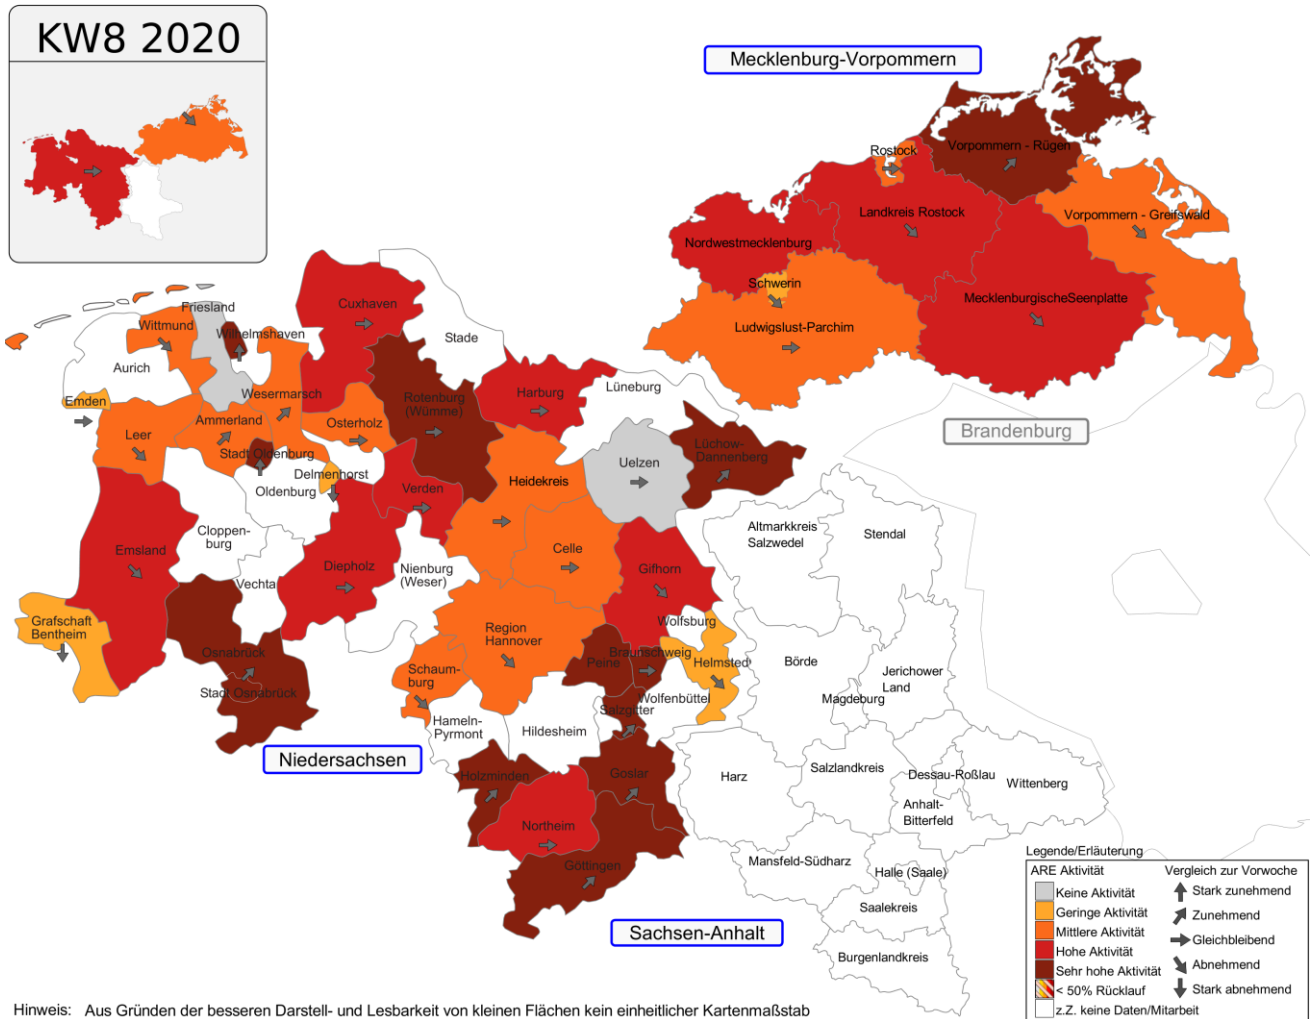 KW8 2020
Mecklenburg-Vorpommern
Rostock
Vorpommern - Rügen
Landkreis Rostock
Vorpommern - Greifswald
Nordwestmecklenburg
Schwerin
MecklenburgischeSeenplatte
Ludwigslust-Parchim
Brandenburg
Friesland
Cuxhaven
Wittmund
Wilhelmshaven
Stade
Aurich
Lüneburg
Emden
Wesermarsch
Harburg
Rotenburg
(Wümme)
Ammerland
Osterholz
Leer
Stadt Oldenburg
Lüchow-
Dannenberg
Uelzen
Delmenhorst
Oldenburg
Verden
Heidekreis
Cloppen-
burg
Altmarkkreis
Salzwedel
Stendal
Emsland
Celle
Diepholz
Nienburg
(Weser)
Gifhorn
Vechta
Grafschaft
Bentheim
Wolfsburg
Region
Hannover
Osnabrück
Braunschweig
Peine
Helmsted
Börde
Schaum-
burg
Jerichower
Land
Stadt Osnabrück
Wolfenbüttel
Magdeburg
Salzgitter
Hameln-
Pyrmont
Hildesheim
Niedersachsen
Holzminden
Goslar
Harz
Salzlandkreis
Dessau-Roßlau
Wittenberg
Anhalt-
Bitterfeld
Northeim
Göttingen
Mansfeld-Südharz
Halle (Saale)
Saalekreis
Sachsen-Anhalt
Burgenlandkreis
Legende/Erläuterung
ARE Aktivität
Keine Aktivität
Geringe Aktivität
Mittlere Aktivität
Hohe Aktivität
Sehr hohe Aktivität
< 50% Rücklauf
z.Z. keine Daten/Mitarbeit
Vergleich zur Vorwoche
Stark zunehmend
Zunehmend
Gleichbleibend
Abnehmend
Stark abnehmend
Hinweis: Aus Gründen der besseren Darstell- und Lesbarkeit von kleinen Flächen kein einheitlicher Kartenmaßstab